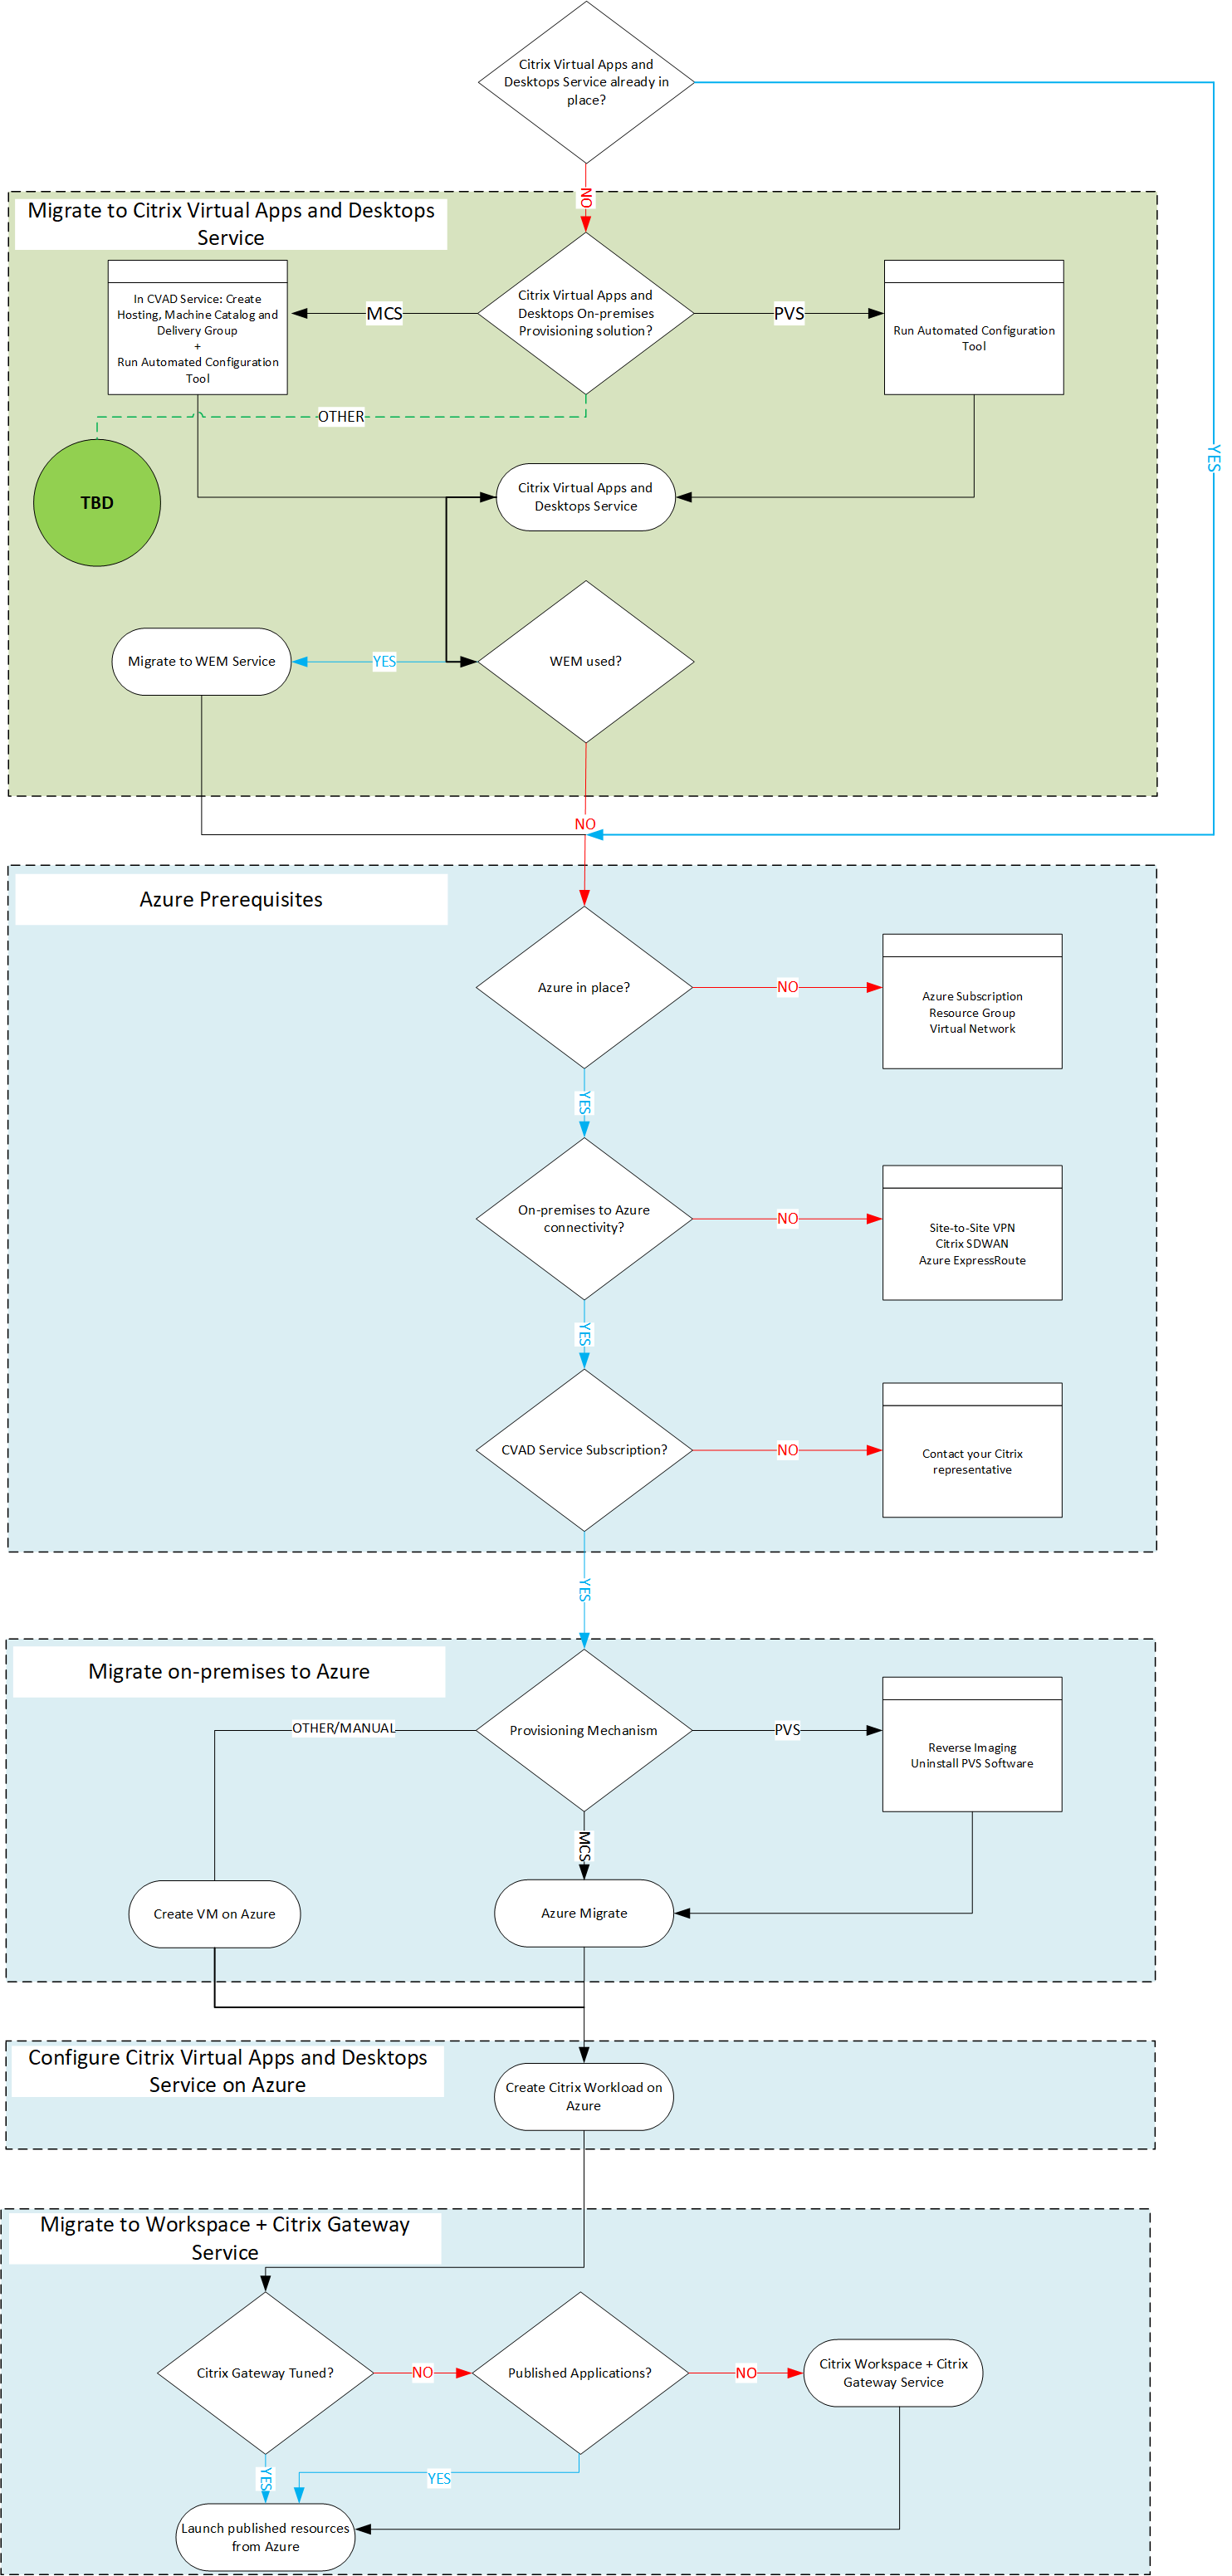 Citrix Virtual Apps and
Desktops Service already in
place?
NO
YES
Migrate to Citrix Virtual Apps and Desktops
Service
In CVAD Service: Create
Hosting, Machine Catalog and
Delivery Group
+
Run Automated Configuration
Tool
MCS
Citrix Virtual Apps and
Desktops On-premises
Provisioning solution?
PVS
Run Automated Configuration
Tool
OTHER
TBD
Citrix Virtual Apps and
Desktops Service
Migrate to WEM Service
YES
WEM used?
NO
Azure Prerequisites
Azure in place?
NO
Azure Subscription
Resource Group
Virtual Network
YES
On-premises to Azure
connectivity?
NO
Site-to-Site VPN
Citrix SDWAN
Azure ExpressRoute
YES
CVAD Service Subscription?
NO
Contact your Citrix
representative
YES
Migrate on-premises to Azure
OTHER/MANUAL
Provisioning Mechanism
PVS
Reverse Imaging
Uninstall PVS Software
MCS
Create VM on Azure
Azure Migrate
Configure Citrix Virtual Apps and Desktops
Service on Azure
Create Citrix Workload on
Azure
Migrate to Workspace + Citrix Gateway
Service
Citrix Gateway Tuned?
NO
Published Applications?
NO
Citrix Workspace + Citrix
Gateway Service
YES
YES
Launch published resources
from Azure